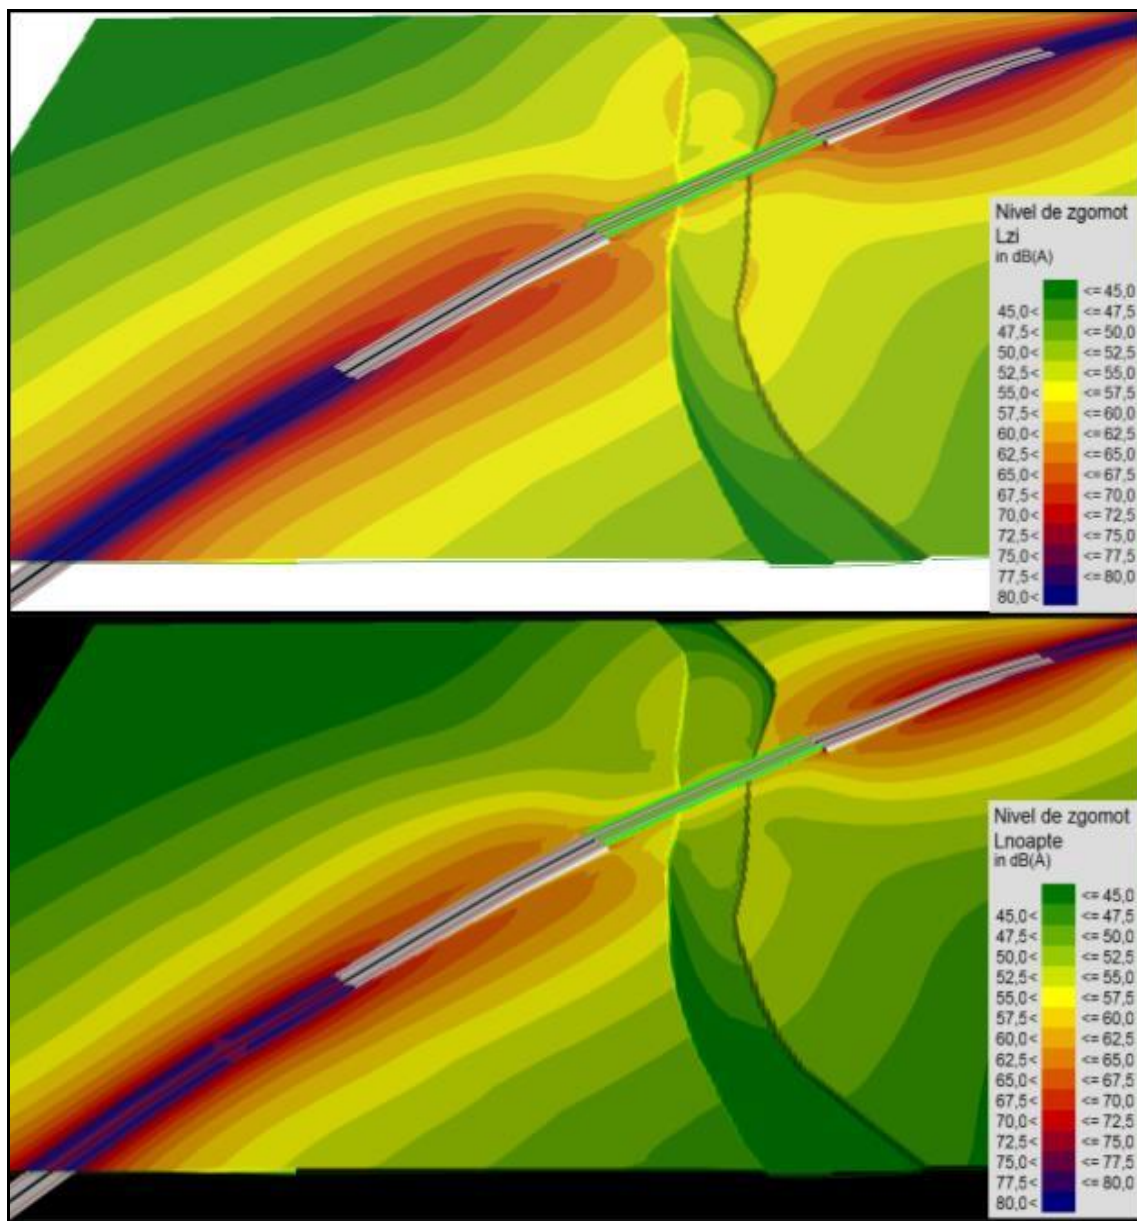 Nivel de zgomot
Lzi
in dB(A)
<= 45,0
45,0 < <= 47,5
47,5 < <= 50,0
50,0 < <= 52,5
52,5 < <= 55,0
55,0 < <= 57,5
57,5 < <= 60,0
60,0 < <= 62,5
62,5 < <= 65,0
65,0 < <= 67,5
67,5 < <= 70,0
70,0 < <= 72,5
72,5 < <= 75,0
75,0 < <= 77,5
77,5 < <= 80,0
80,0 <
Nivel de zgomot
Lnoapte
in dB(A)
<= 45,0
45,0 < <= 47,5
47,5 < <= 50,0
50,0 < <= 52,5
52,5 < <= 55,0
55,0 < <= 57,5
57,5 < <= 60,0
60,0 < <= 62,5
62,5 < <= 65,0
65,0 < <= 67,5
67,5 < <= 70,0
70,0 < <= 72,5
72,5 < <= 75,0
75,0 < <= 77,5
77,5 < <= 80,0
80,0 <